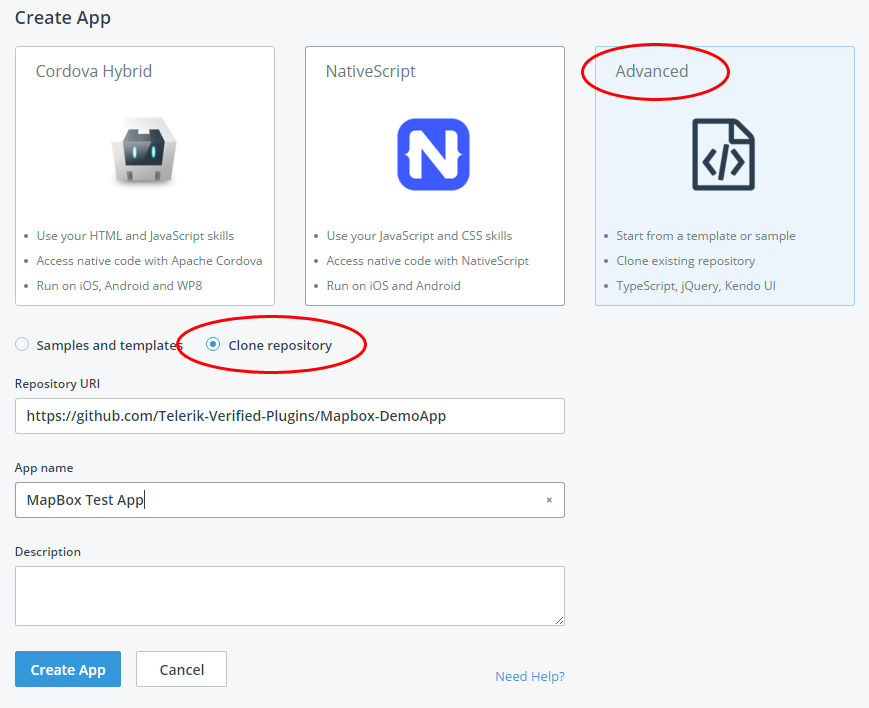 Create App
Cordova Hybrid
Use your HTML and JavaScript skills
Access native code with Apache Cordova
Run on iOS, Android and WP8
NativeScript
N
Use your JavaScript and CSS skills
Access native code with NativeScript
Run on iOS and Android
Advanced
</>
Start from a template or sample
Clone existing repository
TypeScript, jQuery, Kendo UI
Samples and templates
Clone repository
Repository URI
https://github.com/Telerik-Verified-Plugins/Mapbox-DemoApp
App name
MapBox Test App
×
Description
Create App
Cancel
Need Help?